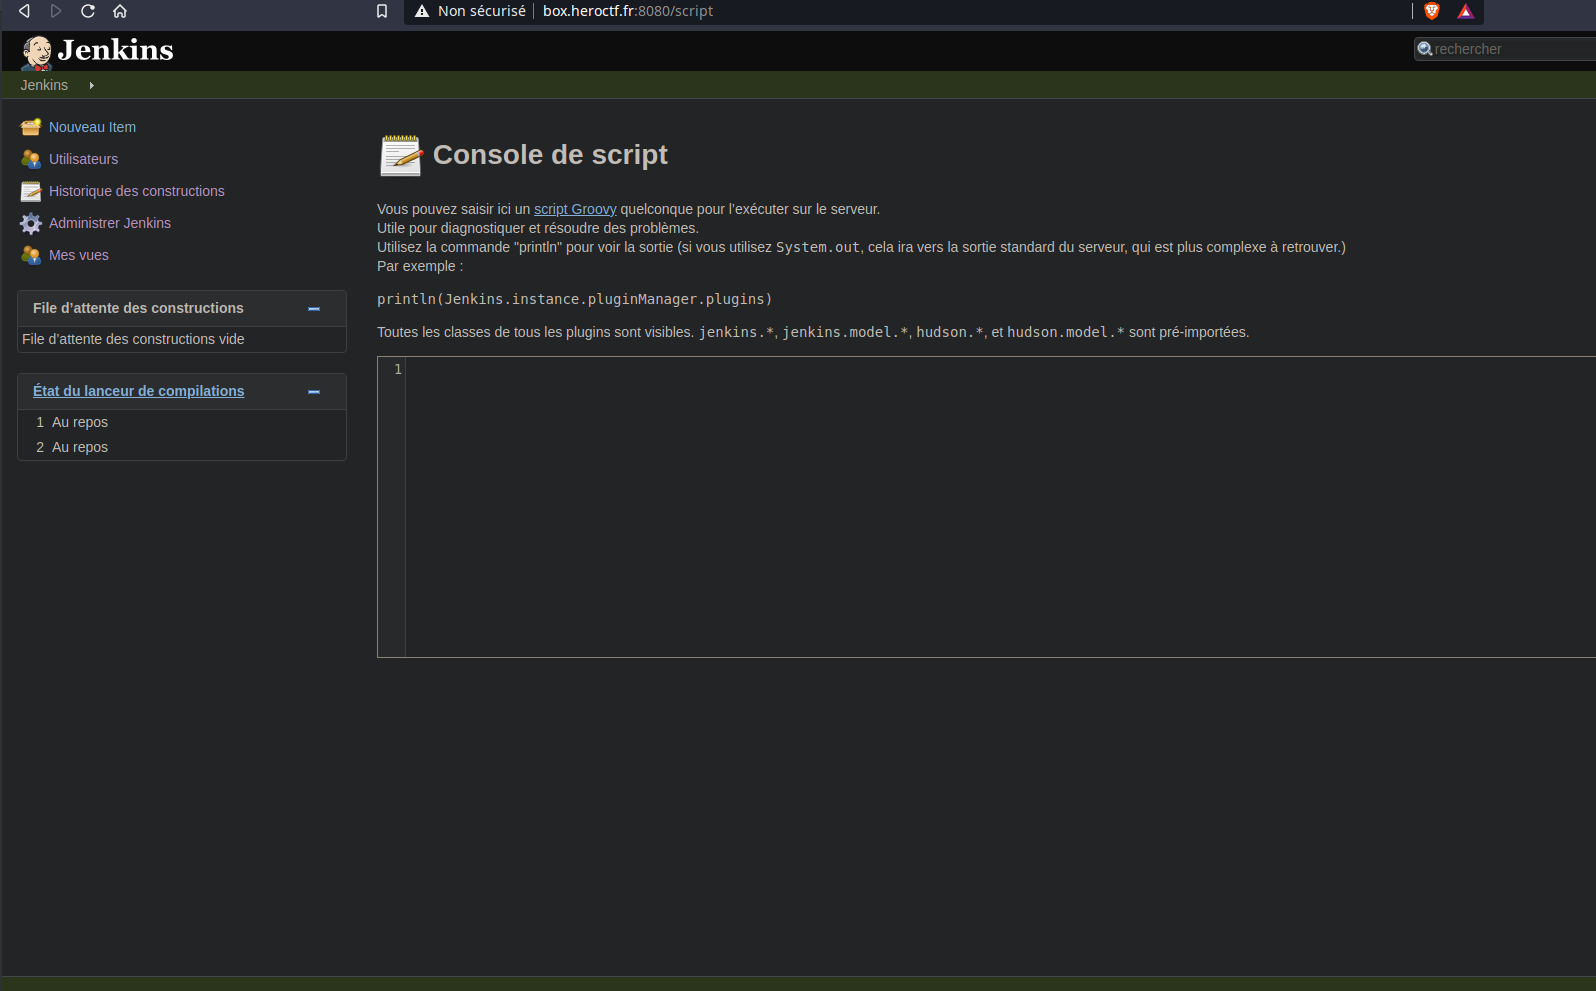 Non sécurisé box.heroctf.fr:8080/script
Jenkins
rechercher
Jenkins
Nouveau Item
Utilisateurs
Historique des constructions
Administrer Jenkins
Mes vues
File d’attente des constructions
File d’attente des constructions vide
État du lanceur de compilations
1 Au repos
2 Au repos
Console de script
Vous pouvez saisir ici un script Groovy quelconque pour l’exécuter sur le serveur.
Utile pour diagnostiquer et résoudre des problèmes.
Utilisez la commande "println" pour voir la sortie (si vous utilisez System.out, cela ira vers la sortie standard du serveur, qui est plus complexe à retrouver.)
Par exemple :
println(Jenkins.instance.pluginManager.plugins)
Toutes les classes de tous les plugins sont visibles. jenkins.*, jenkins.model.*, hudson.*, et hudson.model.* sont pré-importées.
1